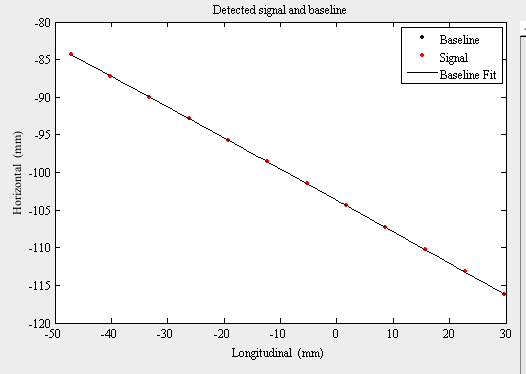 Detected signal and baseline
-80
-85
-90
-95
-100
-105
-110
-115
-120
Horizontal (mm)
Baseline
Signal
Baseline Fit
-50 -40 -30 -20 -10 0 10 20 30
Longitudinal (mm)